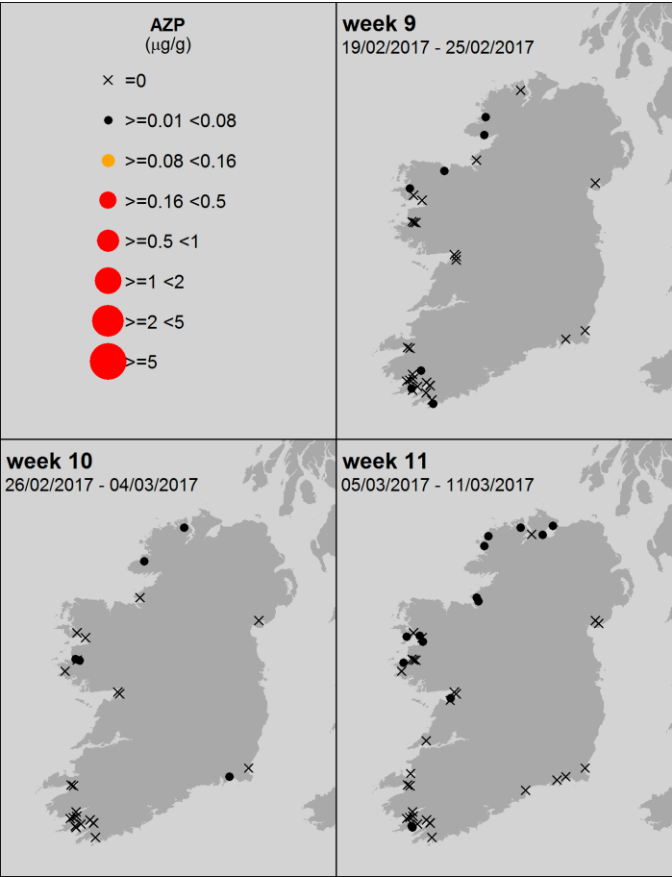 AZP
(μg/g)
=0
>=0.01 <0.08
>=0.08 <0.16
>=0.16 <0.5
>=0.5 <1
>=1 <2
>=2 <5
>=5
week 9
19/02/2017 - 25/02/2017
week 10
26/02/2017 - 04/03/2017
week 11
05/03/2017 - 11/03/2017